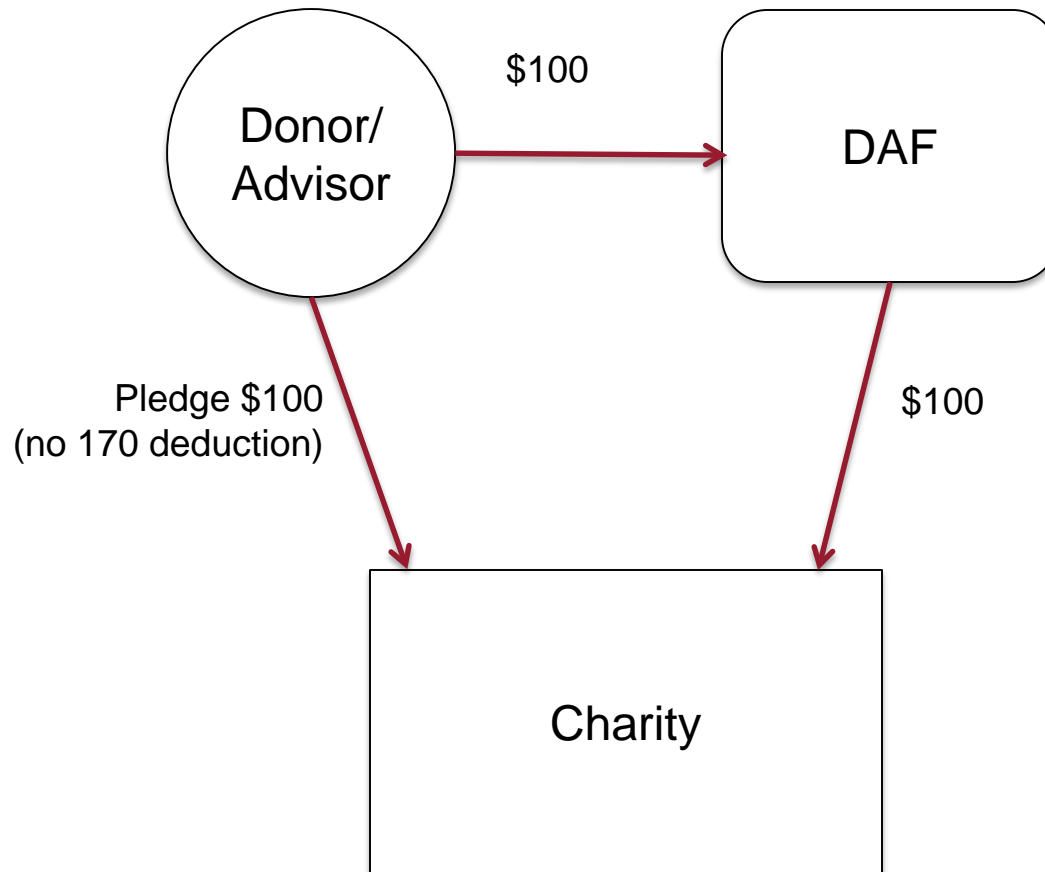 $100
Donor/
Advisor
DAF
Pledge $100
(no 170 deduction)
$100
Charity